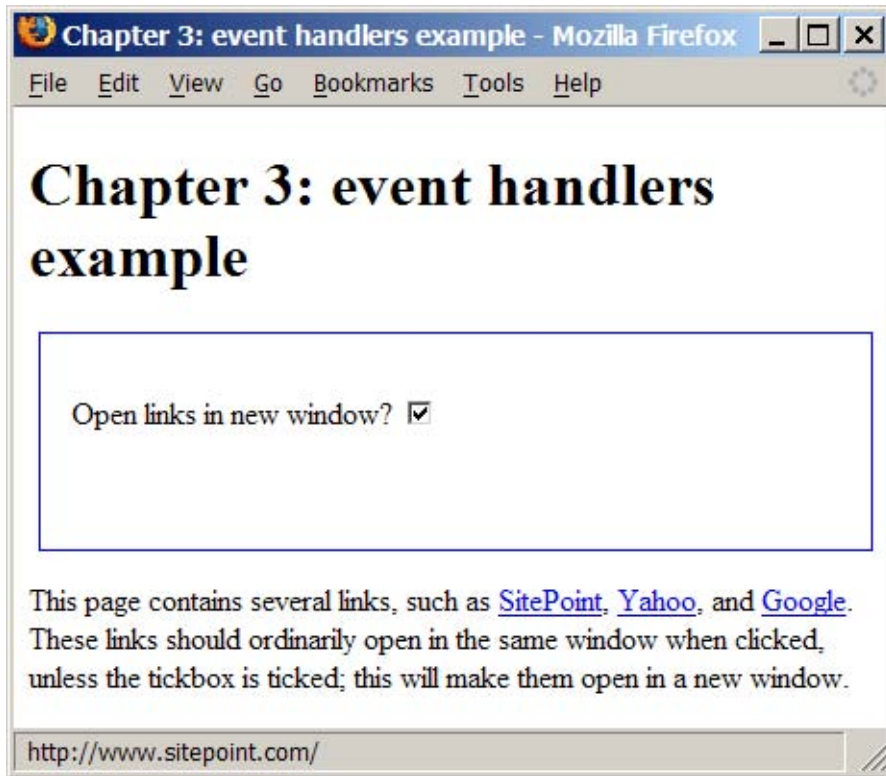 Chapter 3: event handlers example - Mozilla Firefox
File Edit View Go Bookmarks Tools Help
Chapter 3: event handlers
example
Open links in new window?
This page contains several links, such as SitePoint, Yahoo, and Google.
These links should ordinarily open in the same window when clicked,
unless the tickbox is ticked; this will make them open in a new window.
http://www.sitepoint.com/